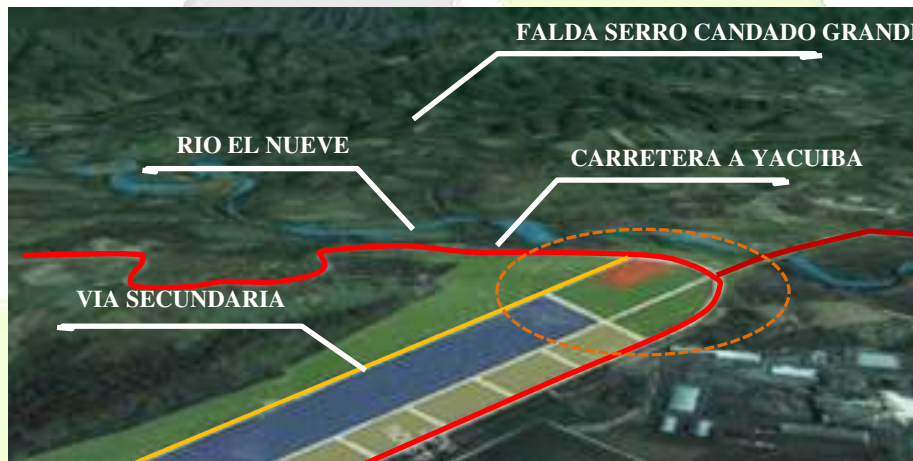 FALDA SERRO CANDADO GRANDE
RIO EL NUEVE
CARRETERA A YACUIBA
VIA SECUNDARIA